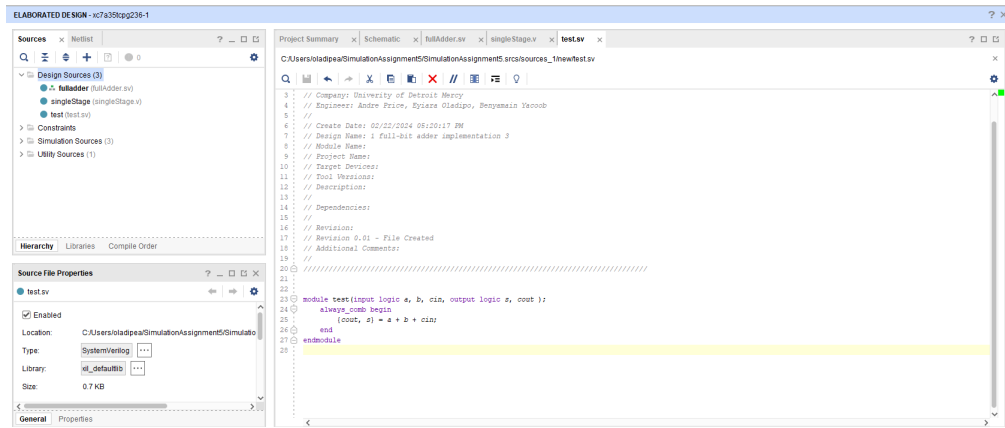 ELABORATED DESIGN - xc7a35tcpg236-1
Sources
Netlist
0
Design Sources (3)
fulladder (fullAdder.sv)
singleStage (singleStage.v)
test (test.sv)
Constraints
Simulation Sources (3)
Utility Sources (1)
Hierarchy Libraries Compile Order
Source File Properties
test.sv
Enabled
Location: C:/Users/oladipea/SimulationAssignment5/Simulatio
Type: SystemVerilog
Library: xil_defaultlib
Size: 0.7 KB
General Properties
Project Summary Schematic fullAdder.sv singleStage.v test.sv
C:/Users/oladipea/SimulationAssignment5/SimulationAssignment5.srcs/sources_1/new/test.sv
3 // Company: Univerity of Detroit Mercy
4 // Engineer: Andre Price, Eyiara Oladipo, Benyamain Yacoob
5 //
6 // Create Date: 02/22/2024 05:20:17 PM
7 // Design Name: 1 full-bit adder implementation 3
8 // Module Name:
9 // Project Name:
10 // Target Devices:
11 // Tool Versions:
12 // Description:
13 //
14 // Dependencies:
15 //
16 // Revision:
17 // Revision 0.01 - File Created
18 // Additional Comments:
19 //
20 //////////////////////////////////////////////////////////////////////////////////
21
22
23 module test(input logic a, b, cin, output logic s, cout );
24 always_comb begin
25 {cout, s} = a + b + cin;
26 end
27 endmodule
28